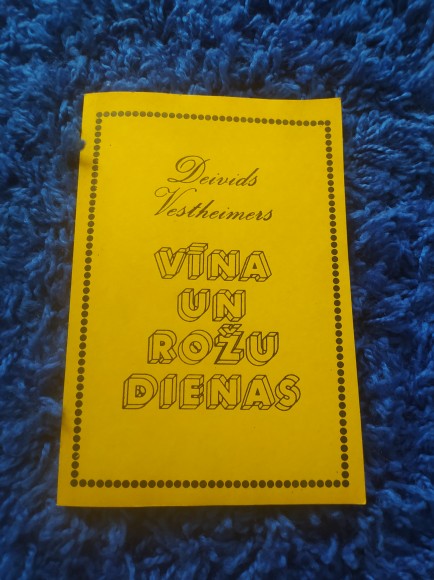 Deivids
Vestheimers
VĪNA
UN
ROŽU
DIENAS